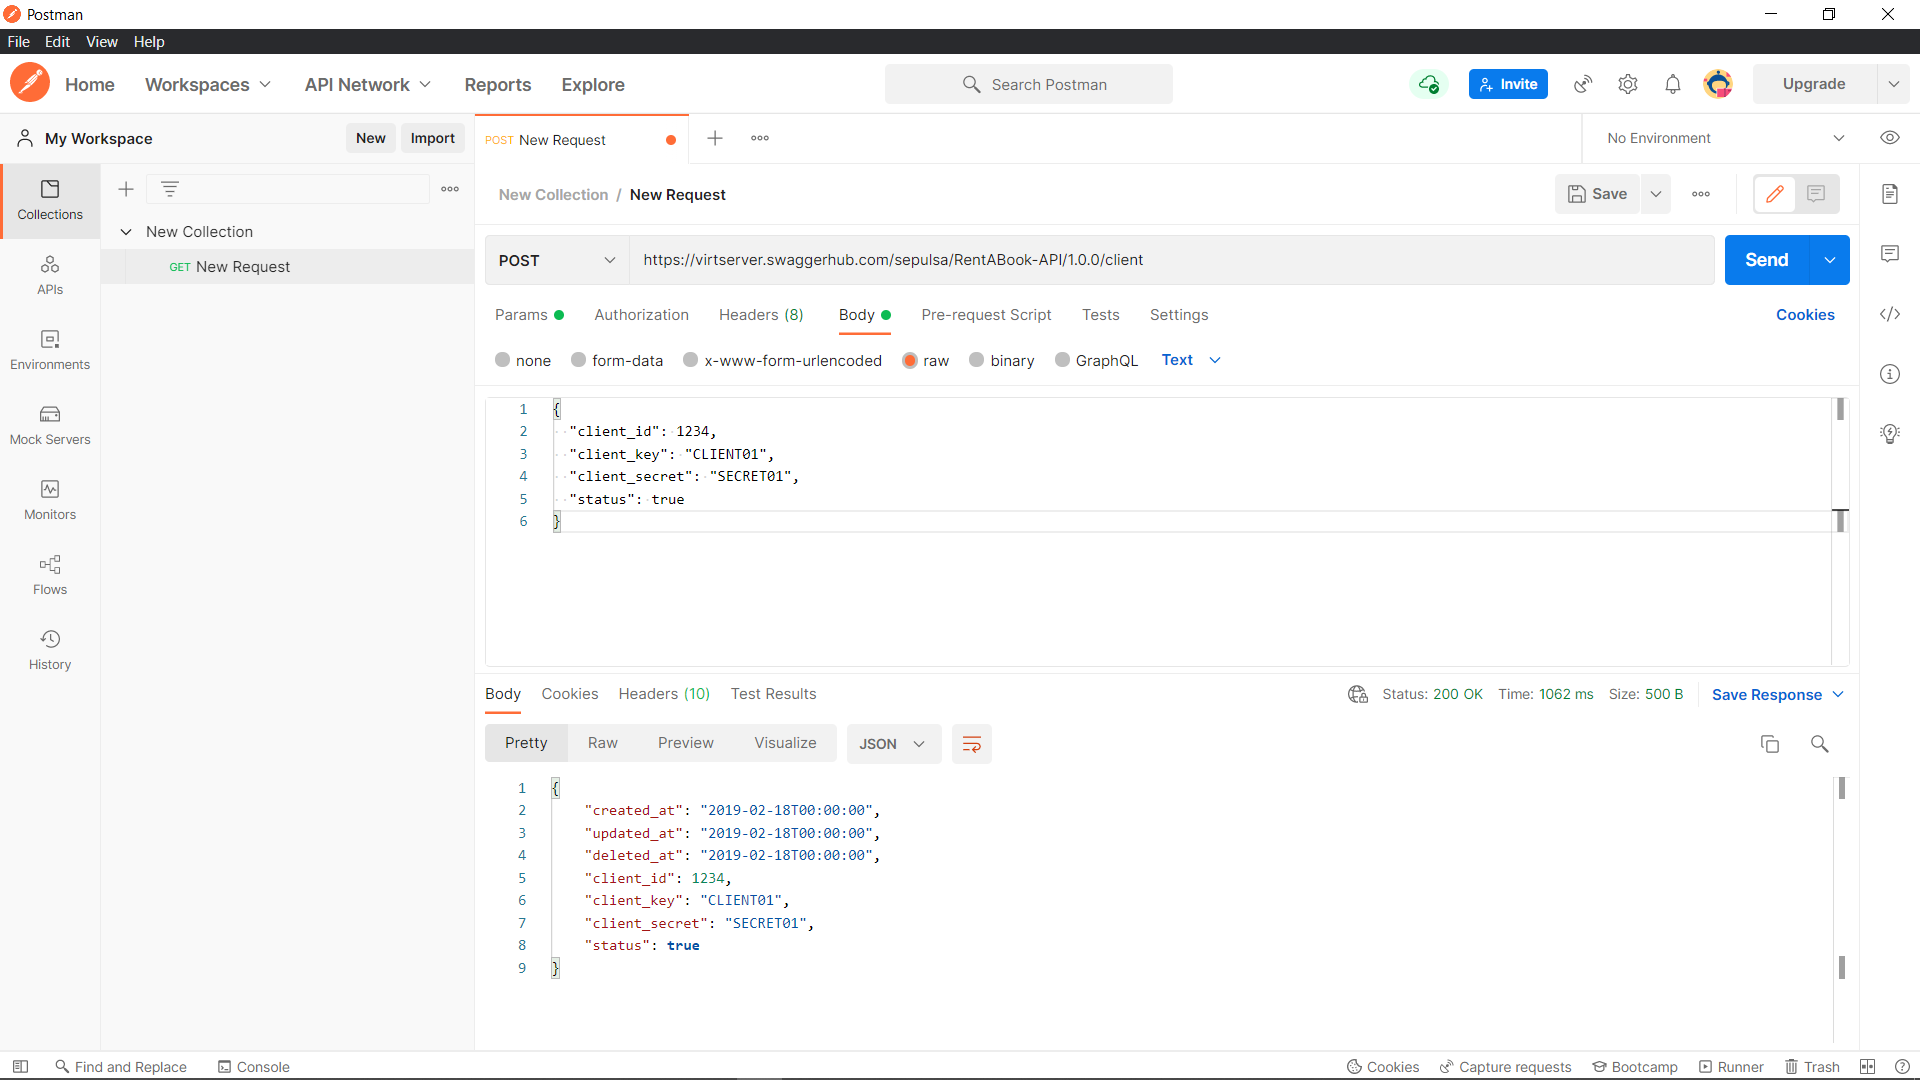 Postman
File Edit View Help
Home Workspaces API Network Reports Explore Search Postman Invite Upgrade
My Workspace New Import POST New Request No Environment
New Collection / New Request Save
Collections
New Collection
GET New Request
APIs
Environments
Mock Servers
Monitors
Flows
History
POST https://virtserver.swaggerhub.com/sepulsa/RentABook-API/1.0.0/client Send
Params Authorization Headers (8) Body Pre-request Script Tests Settings Cookies
none form-data x-www-form-urlencoded raw binary GraphQL Text
1 {
2 "client_id": 1234,
3 "client_key": "CLIENT01",
4 "client_secret": "SECRET01",
5 "status": true
6 }
Body Cookies Headers (10) Test Results Status: 200 OK Time: 1062 ms Size: 500 B Save Response
Pretty Raw Preview Visualize JSON
1 {
2 "created_at": "2019-02-18T00:00:00",
3 "updated_at": "2019-02-18T00:00:00",
4 "deleted_at": "2019-02-18T00:00:00",
5 "client_id": 1234,
6 "client_key": "CLIENT01",
7 "client_secret": "SECRET01",
8 "status": true
9 }
Find and Replace Console Cookies Capture requests Bootcamp Runner Trash